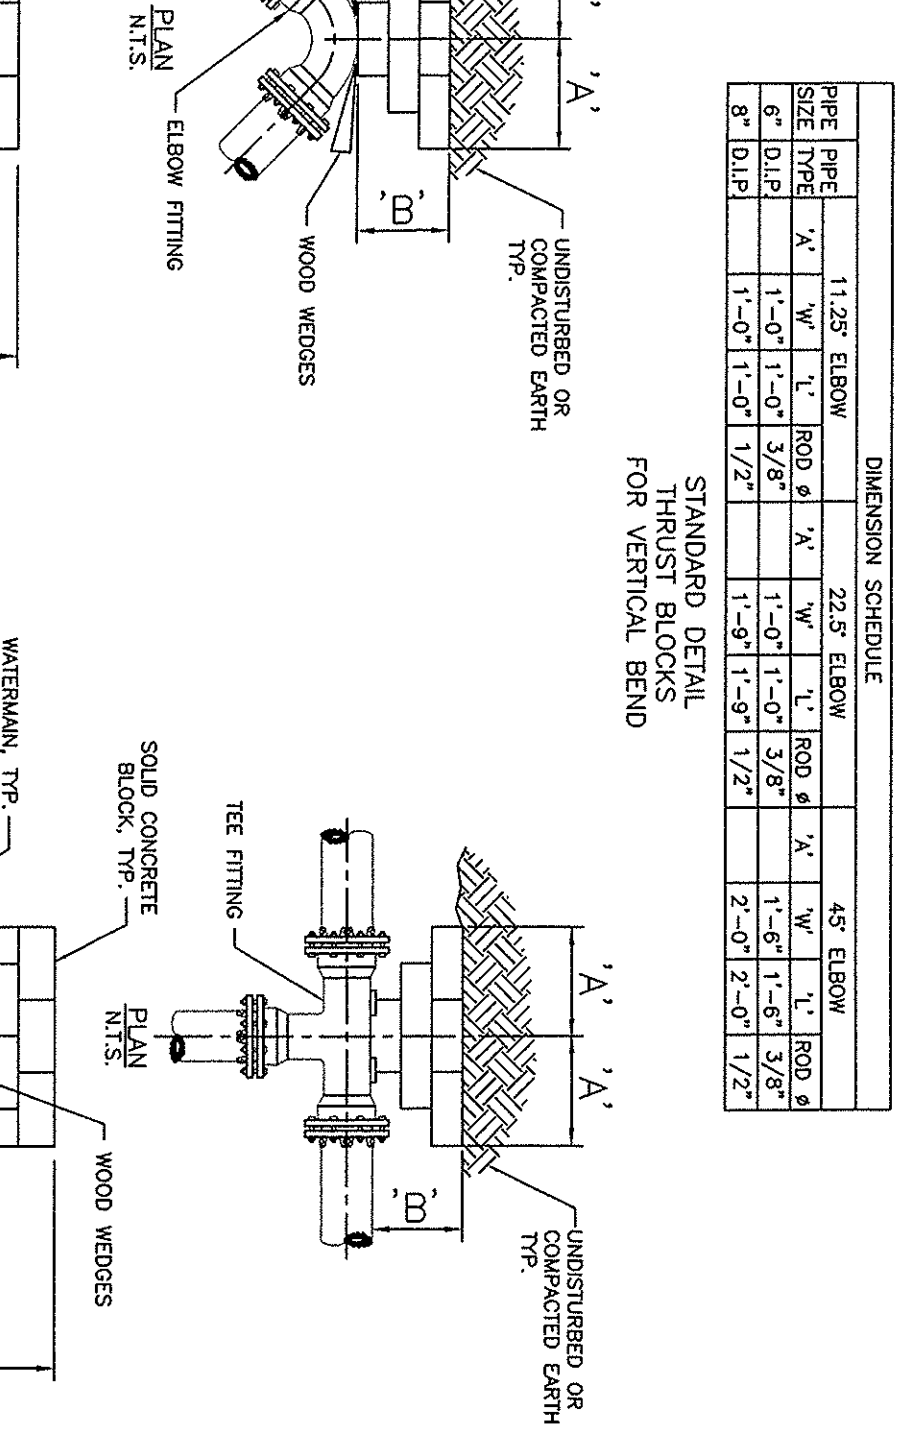 DIMENSION SCHEDULE
PIPE SIZE PIPE TYPE 11.25° ELBOW 22.5° ELBOW 45° ELBOW
'A' 'W' 'L' ROD ø 'A' 'W' 'L' ROD ø 'A' 'W' 'L' ROD ø
6" D.I.P. 1'-0" 1'-0" 3/8" 1'-0" 1'-0" 3/8" 1'-6" 1'-6" 3/8"
8" D.I.P. 1'-0" 1'-0" 1/2" 1'-9" 1'-9" 1/2" 2'-0" 2'-0" 1/2"
STANDARD DETAIL
THRUST BLOCKS
FOR VERTICAL BEND
'A'
UNDISTURBED OR
COMPACTED EARTH
TYP.
'B'
WOOD WEDGES
ELBOW FITTING
PLAN
N.T.S.
'A'
'A'
UNDISTURBED OR
COMPACTED EARTH
TYP.
'B'
TEE FITTING
PLAN
N.T.S.
SOLID CONCRETE
BLOCK, TYP.
WOOD WEDGES
WATERMAIN, TYP.